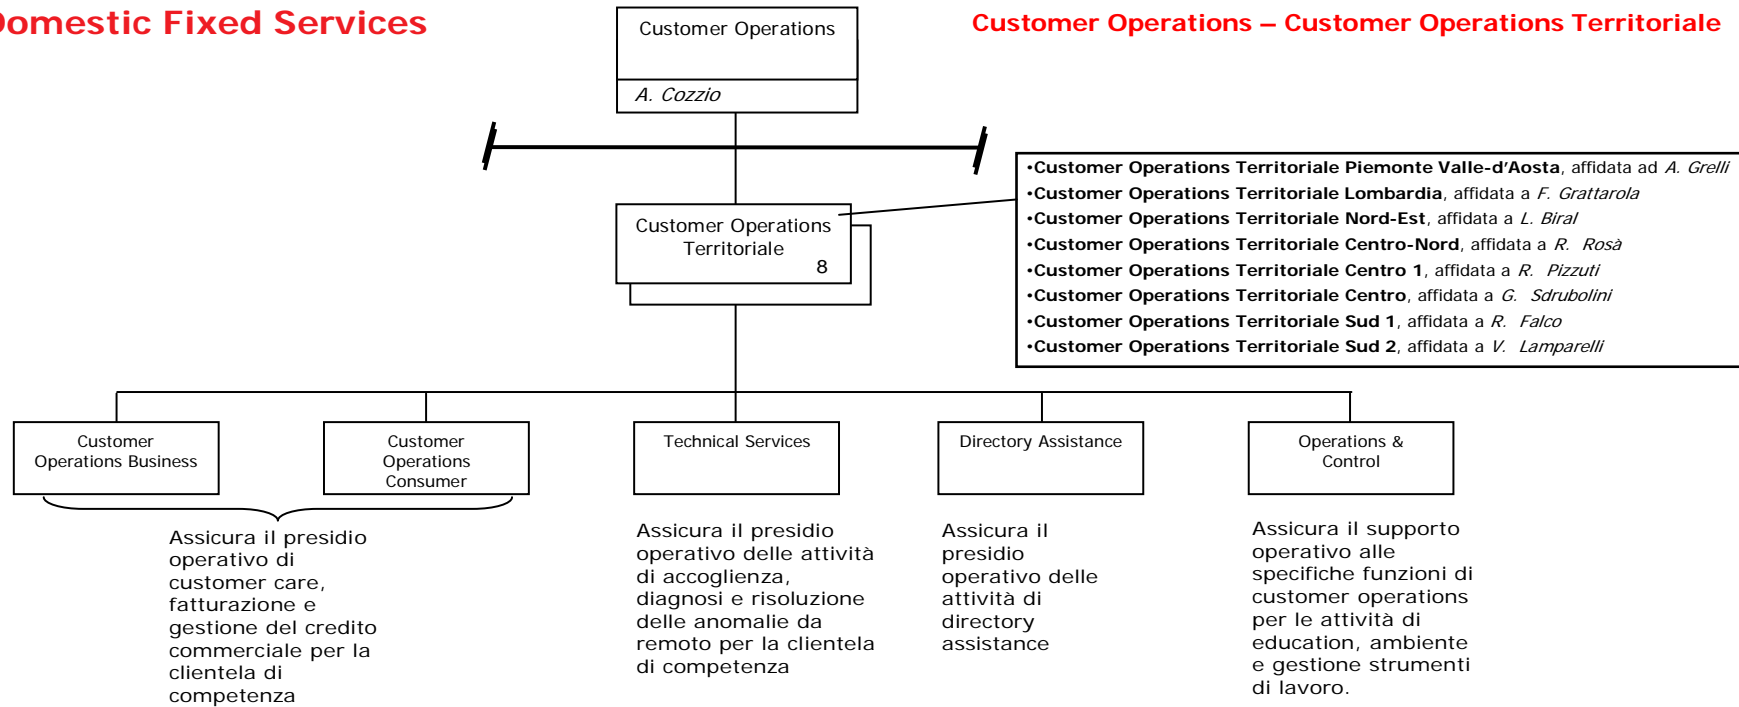 Domestic Fixed Services
Customer Operations – Customer Operations Territoriale
Customer Operations
A. Cozzio
•Customer Operations Territoriale Piemonte Valle-d'Aosta, affidata ad A. Grelli
•Customer Operations Territoriale Lombardia, affidata a F. Grattarola
•Customer Operations Territoriale Nord-Est, affidata a L. Biral
•Customer Operations Territoriale Centro-Nord, affidata a R. Rosà
•Customer Operations Territoriale Centro 1, affidata a R. Pizzuti
•Customer Operations Territoriale Centro, affidata a G. Sdrubolini
•Customer Operations Territoriale Sud 1, affidata a R. Falco
•Customer Operations Territoriale Sud 2, affidata a V. Lamparelli
Customer Operations
Territoriale
8
Customer
Operations Business
Customer
Operations
Consumer
Technical Services
Directory Assistance
Operations &
Control
Assicura il presidio
operativo di
customer care,
fatturazione e
gestione del credito
commerciale per la
clientela di
competenza
Assicura il presidio
operativo delle attività
di accoglienza,
diagnosi e risoluzione
delle anomalie da
remoto per la clientela
di competenza
Assicura il
presidio
operativo delle
attività di
directory
assistance
Assicura il supporto
operativo alle
specifiche funzioni di
customer operations
per le attività di
education, ambiente
e gestione strumenti
di lavoro.